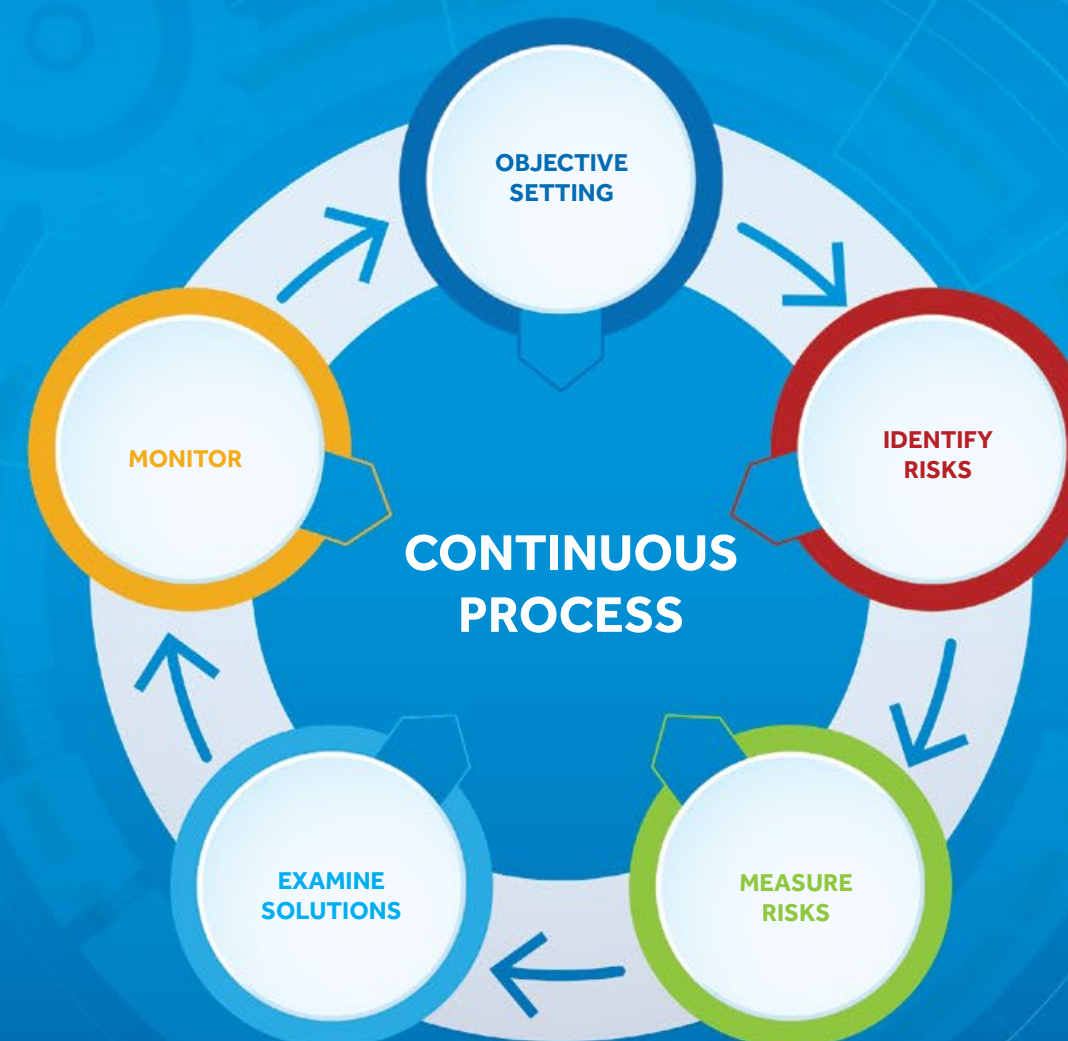 OBJECTIVE
SETTING
IDENTIFY
RISKS
MEASURE
RISKS
EXAMINE
SOLUTIONS
MONITOR
CONTINUOUS
PROCESS